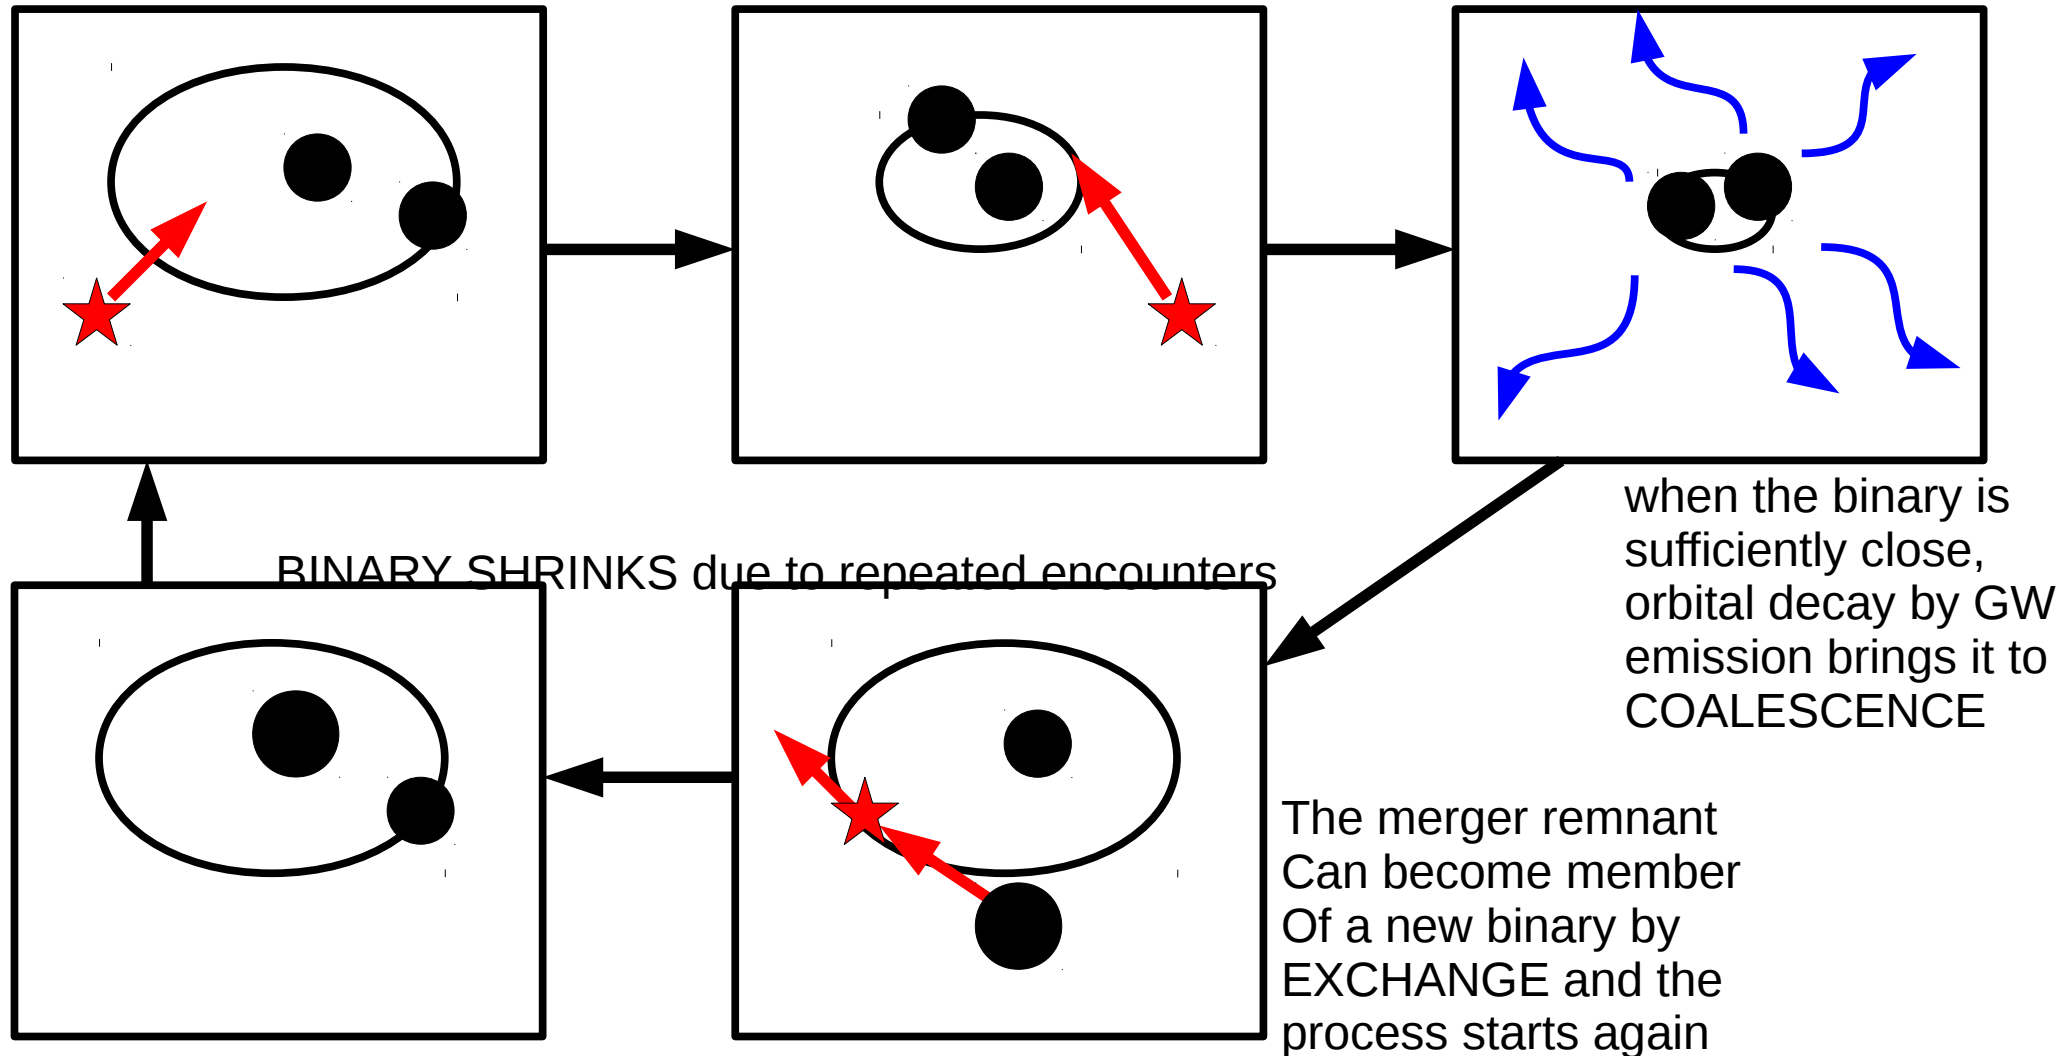 BINARY SHRINKS due to repeated encounters
when the binary is
sufficiently close,
orbital decay by GW
emission brings it to
COALESCENCE
The merger remnant
Can become member
Of a new binary by
EXCHANGE and the
process starts again